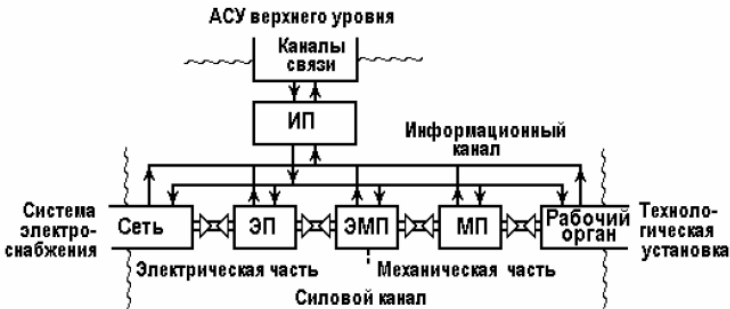 АСУ верхнего уровня
Каналы
связи
ИП
Информационный
канал
Система
электро-
снабжения
Сеть
ЭП
ЭМП
МП
Рабочий
орган
Техноло-
гическая
установка
Электрическая часть
Механическая часть
Силовой канал